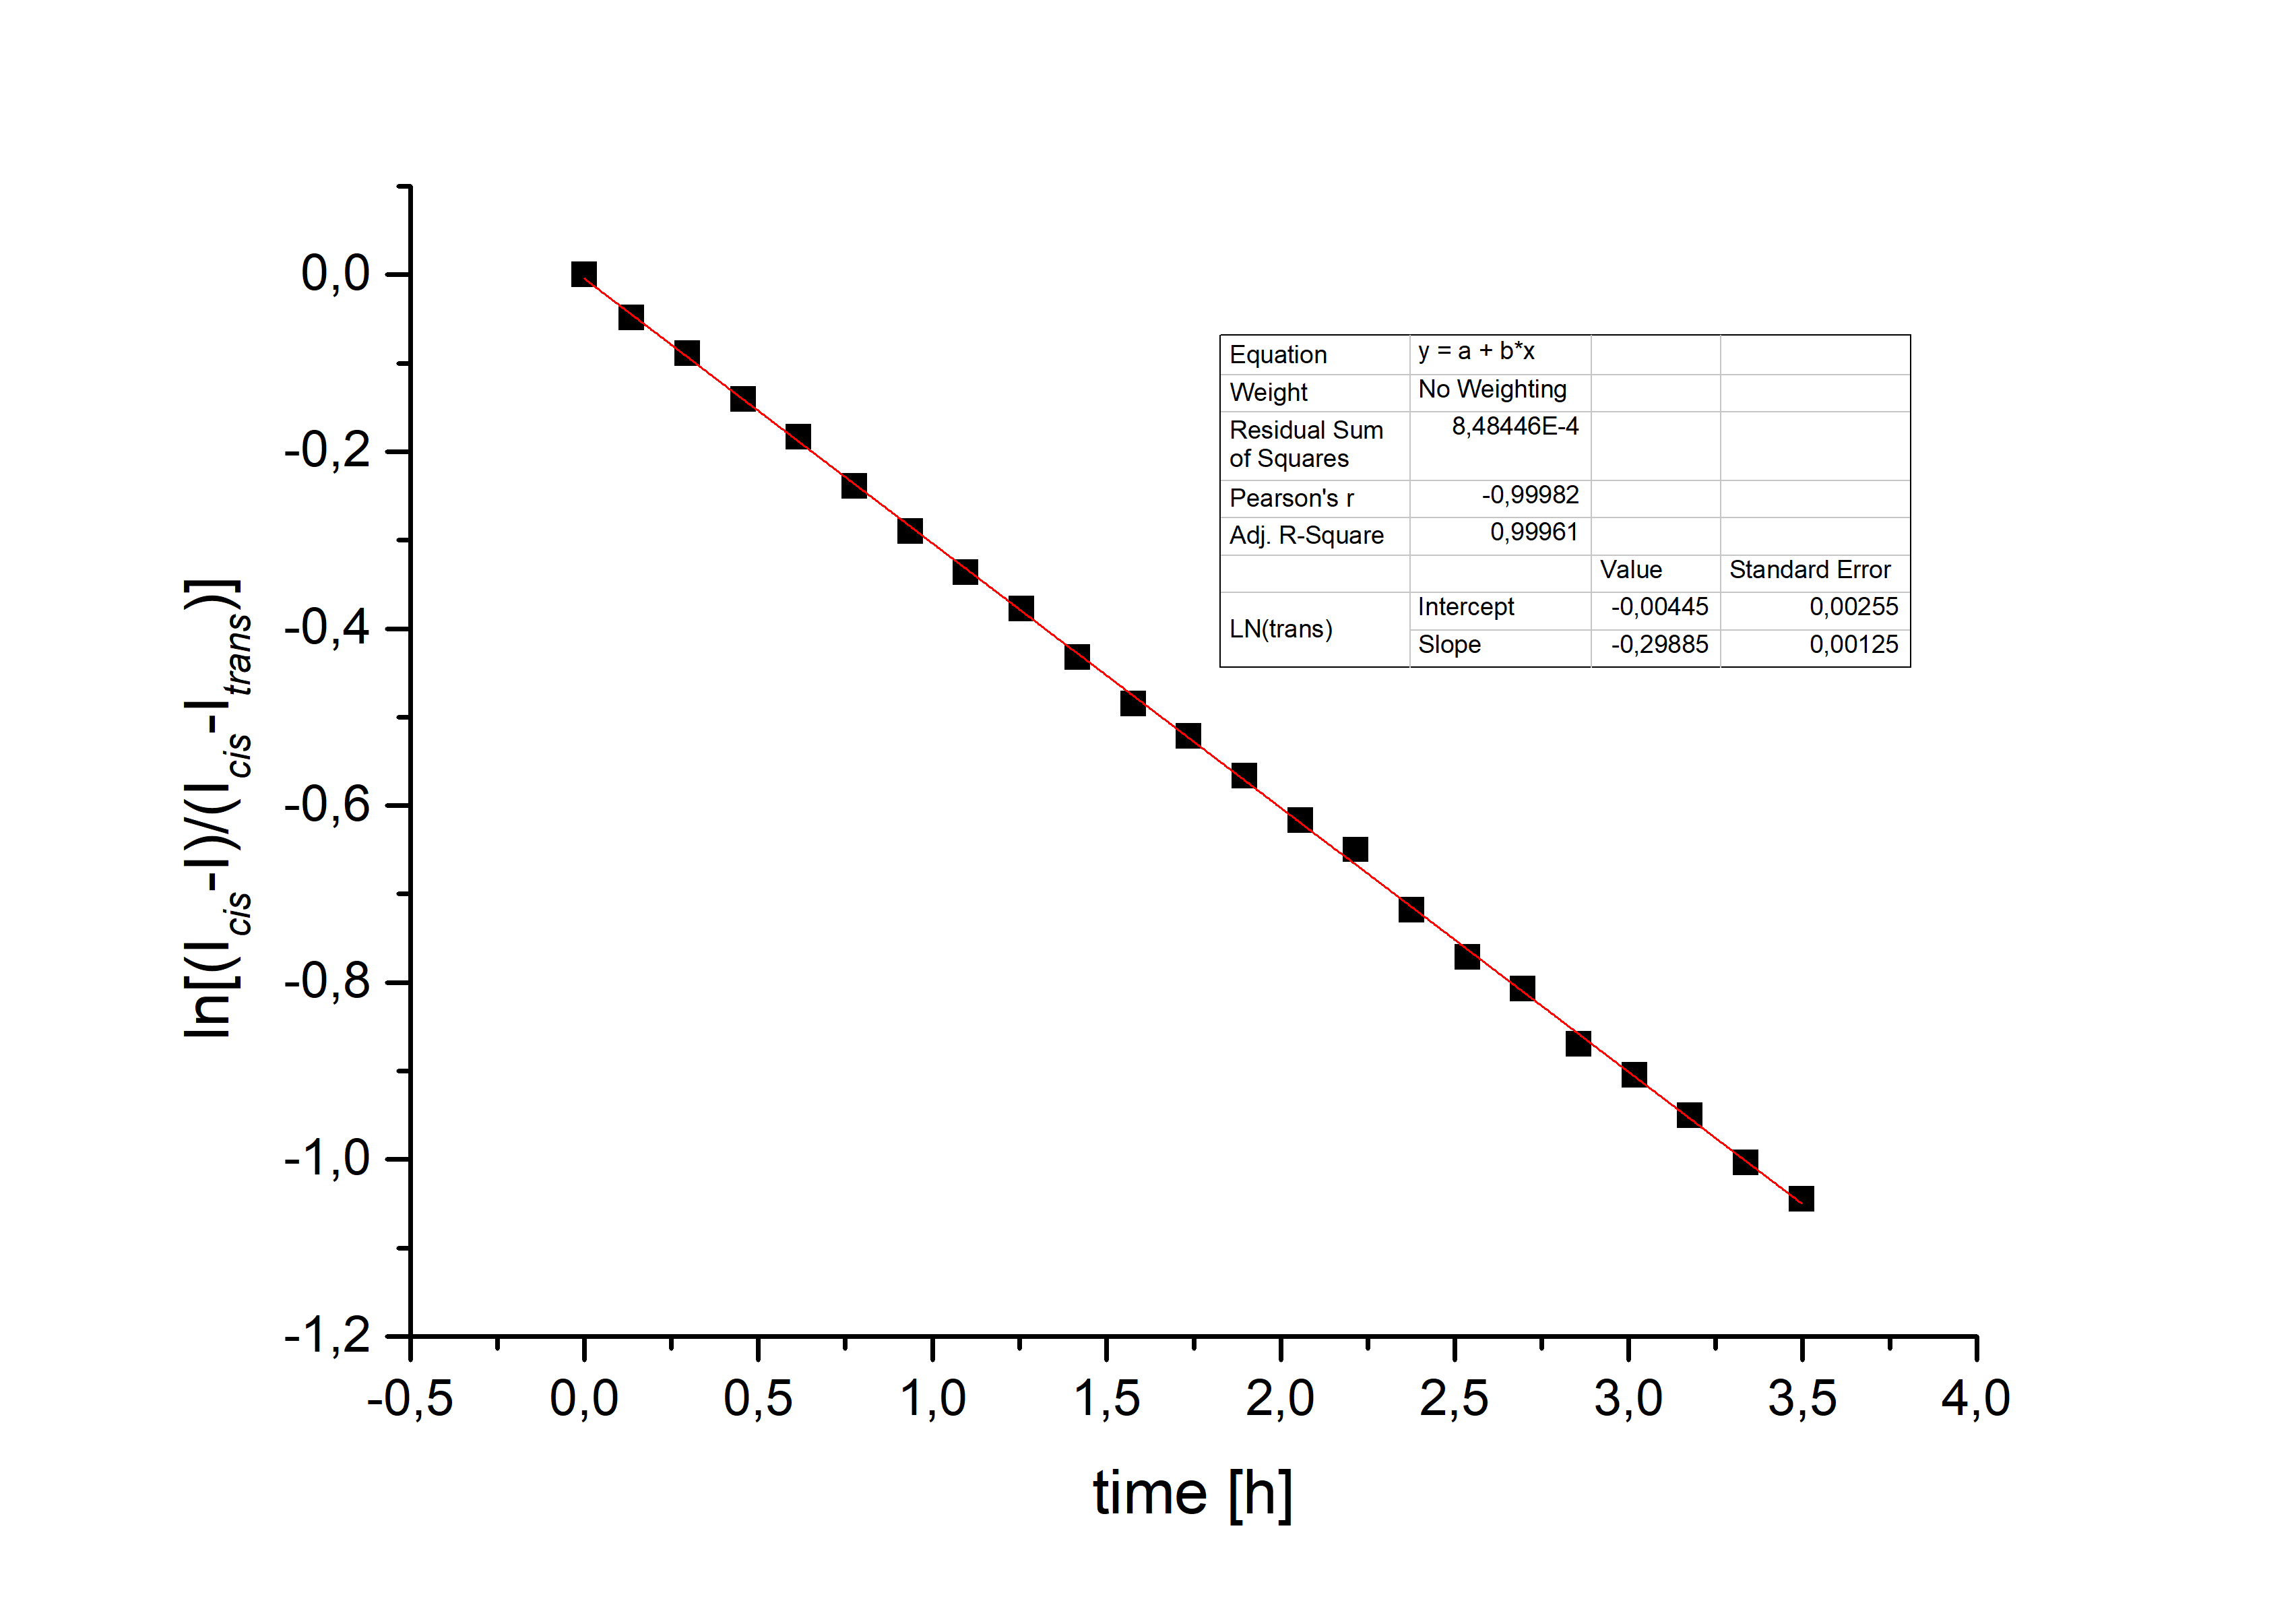 ln[(Icis-I)/(Icis-Itrans)]
0,0
-0,2
-0,4
-0,6
-0,8
-1,0
-1,2
Equation y = a + b*x
Weight No Weighting
Residual Sum 8,48446E-4
of Squares
Pearson's r -0,99982
Adj. R-Square 0,99961
Value Standard Error
LN(trans) Intercept -0,00445 0,00255
Slope -0,29885 0,00125
-0,5 0,0 0,5 1,0 1,5 2,0 2,5 3,0 3,5 4,0
time [h]